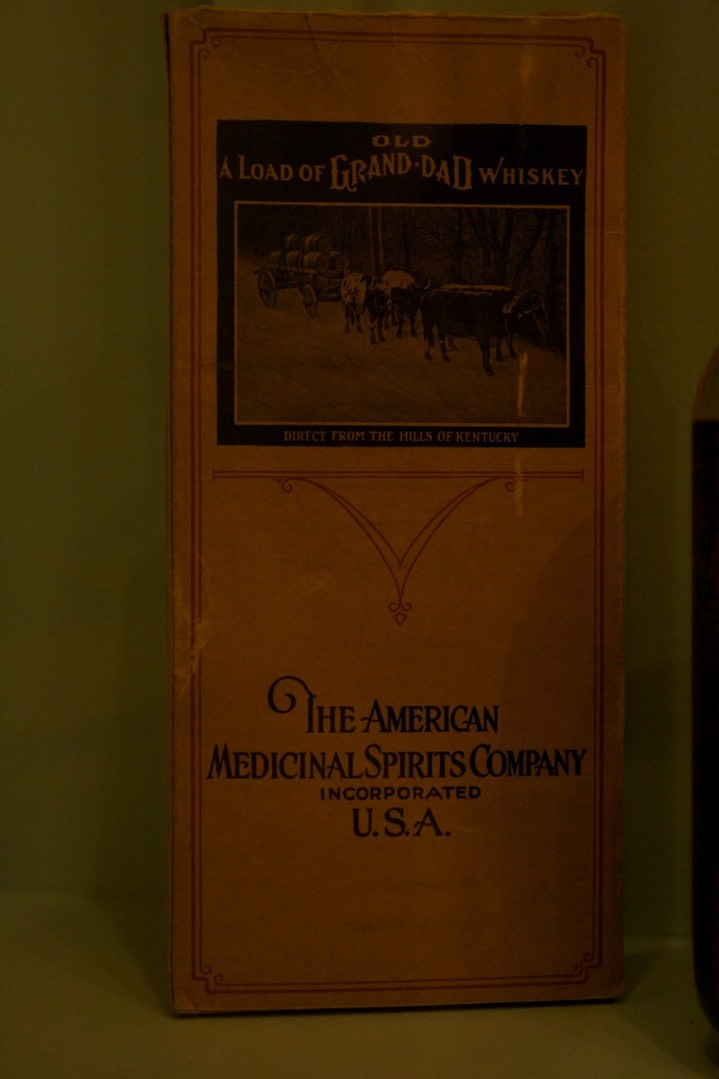 OLD
A LOAD OF GRAND-DAD WHISKEY
DIRECT FROM THE HILLS OF KENTUCKY
THE AMERICAN
MEDICINAL SPIRITS COMPANY
INCORPORATED
U.S.A.